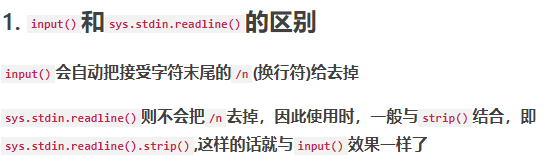 1. input() 和 sys.stdin.readline() 的区别
input() 会自动把接受字符末尾的 /n (换行符)给去掉
sys.stdin.readline() 则不会把 /n 去掉，因此使用时，一般与 strip() 结合，即
sys.stdin.readline().strip() ,这样的话就与 input() 效果一样了